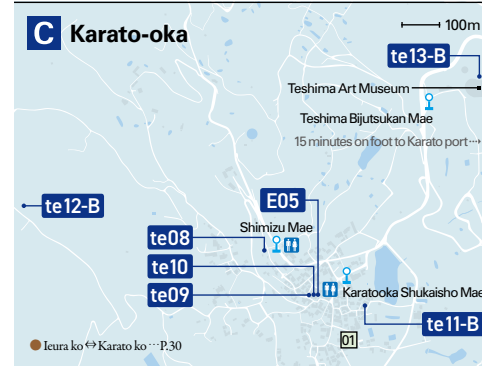 C Karato-oka
100m
te13-B
Teshima Art Museum
Teshima Bijutsukan Mae
15 minutes on foot to Karato port
te12-B
E05
Shimizu Mae
te08
te10
te09
Karatooka Shukaisho Mae
te11-B
01
Ieura ko⇔Karato ko…P.30